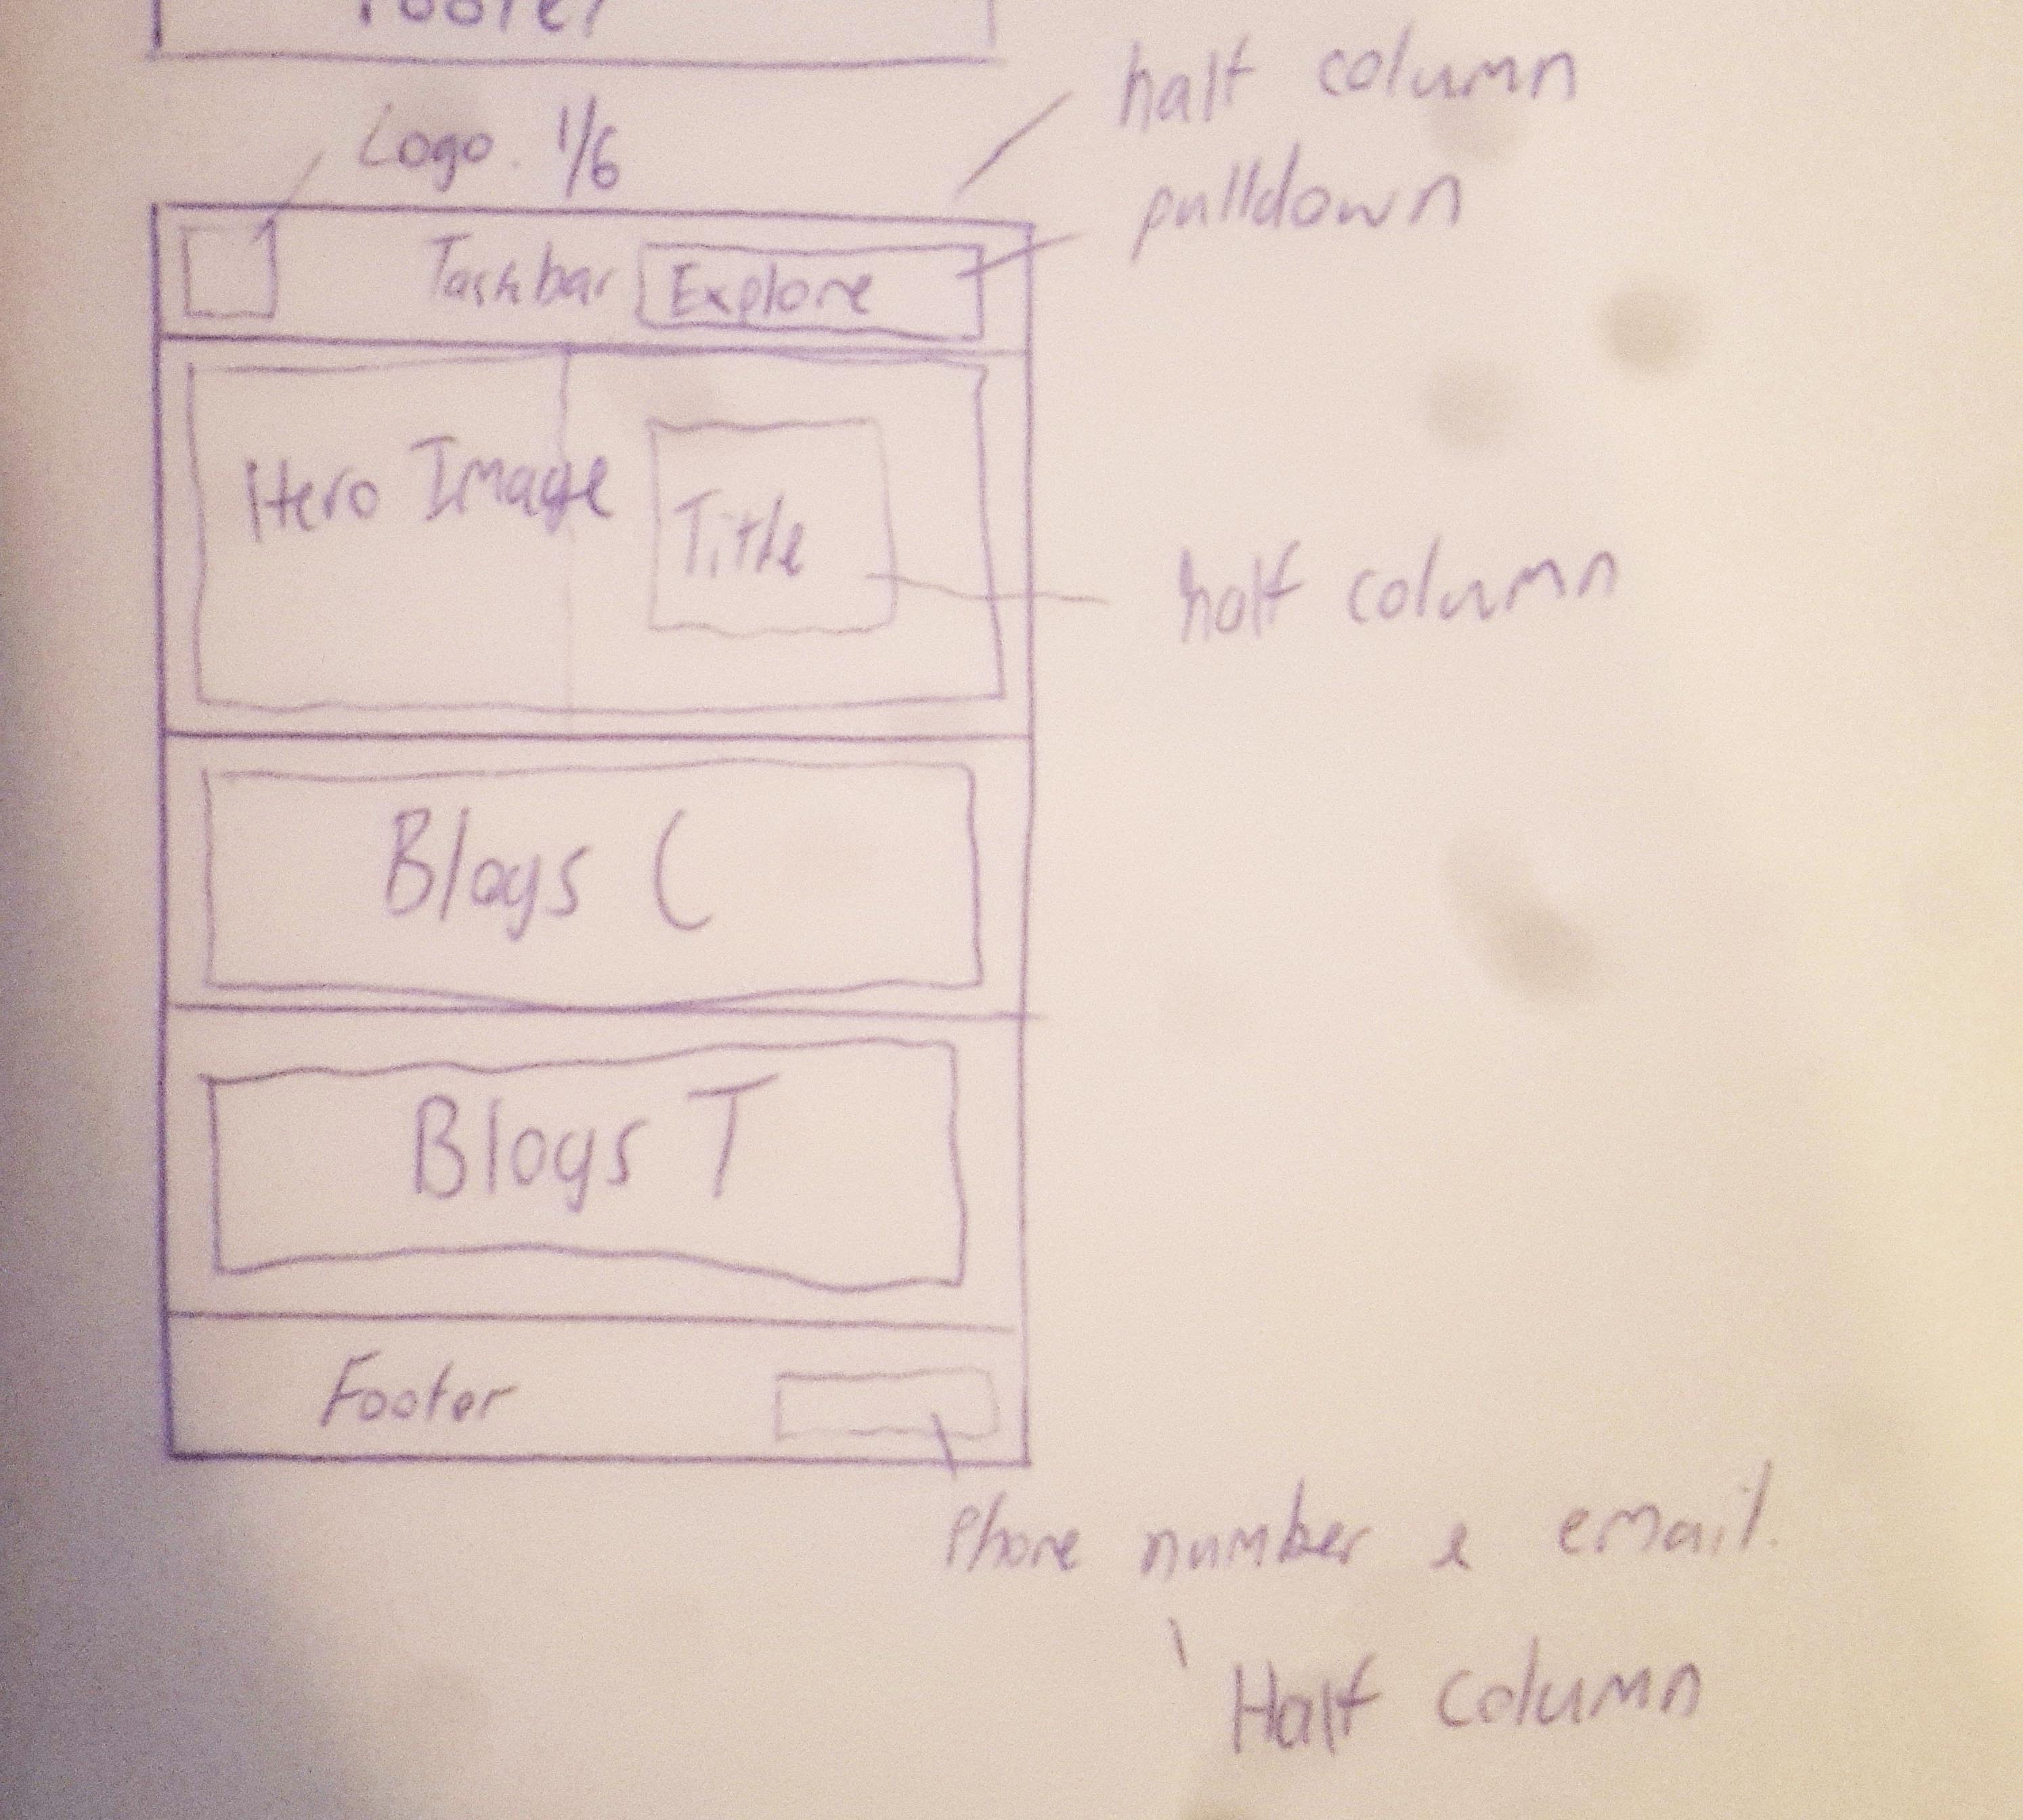 Footer
half column
Logo. 1/6
pulldown
Taskbar
Explore
Hero Image
Title
half column
Blogs C
Blogs T
Footer
Phone number & email.
Half column